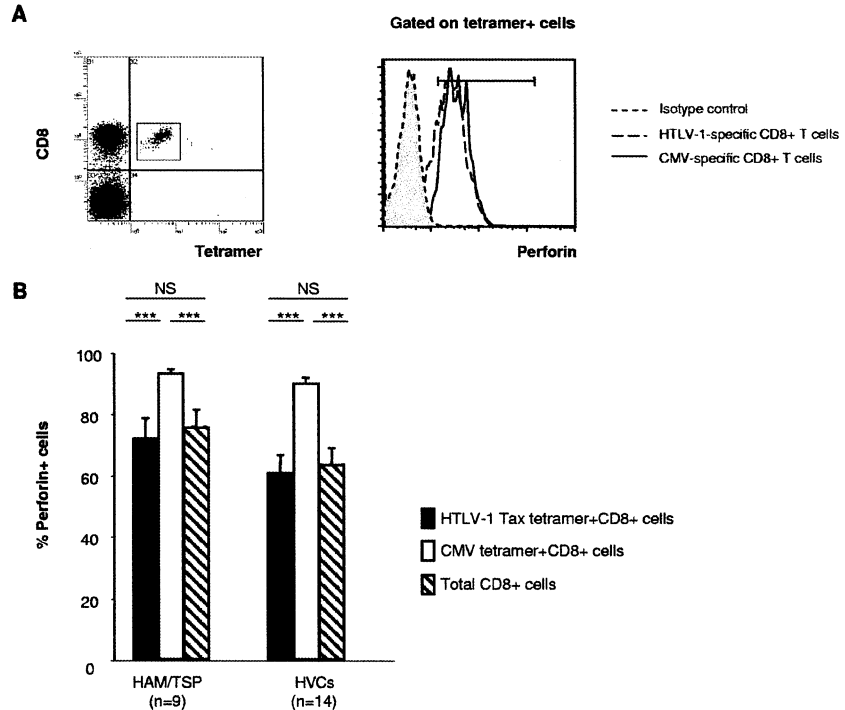 A
Gated on tetramer+ cells
CD8
Tetramer
Perforin
Isotype control
HTLV-1-specific CD8+ T cells
CMV-specific CD8+ T cells
B
NS
NS
*** ***
*** ***
100
80
60
40
20
0
% Perforin+ cells
HTLV-1 Tax tetramer+CD8+ cells
CMV tetramer+CD8+ cells
Total CD8+ cells
HAM/TSP
(n=9)
HVCs
(n=14)